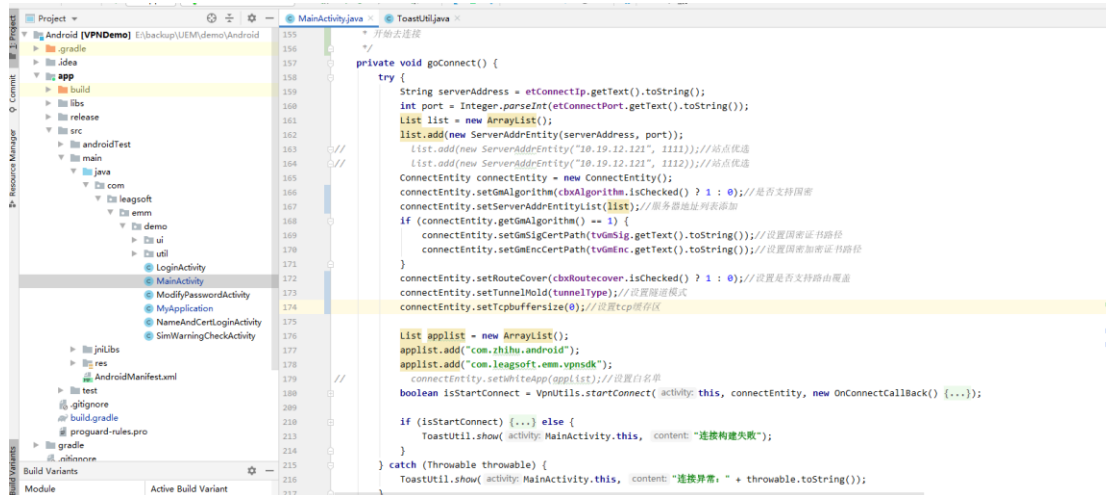 Project
MainActivity.java
ToastUtil.java
1: Project
Commit
Resource Manager
Build Variants
Android [VPNDemo] E:\backup\UEM\demo\Android
.gradle
.idea
app
build
libs
release
src
androidTest
main
java
com
leagsoft
emm
demo
ui
util
LoginActivity
MainActivity
ModifyPasswordActivity
MyApplication
NameAndCertLoginActivity
SimWarningCheckActivity
jniLibs
res
AndroidManifest.xml
test
.gitignore
build.gradle
proguard-rules.pro
gradle
.gitignore
Build Variants
Module Active Build Variant
155 * 开始去连接
156 */
157 private void goConnect() {
158 try {
159 String serverAddress = etConnectIp.getText().toString();
160 int port = Integer.parseInt(etConnectPort.getText().toString());
161 List list = new ArrayList();
162 list.add(new ServerAddrEntity(serverAddress, port));
163 // list.add(new ServerAddrEntity("10.19.12.121", 1111));//站点优选
164 // list.add(new ServerAddrEntity("10.19.12.121", 1112));//站点优选
165 ConnectEntity connectEntity = new ConnectEntity();
166 connectEntity.setGmAlgorithm(cbxAlgorithm.isChecked() ? 1 : 0);//是否支持国密
167 connectEntity.setServerAddrEntityList(list);//服务器地址列表添加
168 if (connectEntity.getGmAlgorithm() == 1) {
169 connectEntity.setGmSigCertPath(tvGmSig.getText().toString());//设置国密证书路径
170 connectEntity.setGmEncCertPath(tvGmEnc.getText().toString());//设置国密加密证书路径
171 }
172 connectEntity.setRouteCover(cbxRoutecover.isChecked() ? 1 : 0);//设置是否支持路由覆盖
173 connectEntity.setTunnelMold(tunnelType);//设置隧道模式
174 connectEntity.setTcpbuffersize(0);//设置tcp缓存区
175
176 List applist = new ArrayList();
177 applist.add("com.zhihu.android");
178 applist.add("com.leagsoft.emm.vpnsdk");
179 // connectEntity.setWhiteApp(appList);//设置白名单
180 boolean isStartConnect = VpnUtils.startConnect( activity: this, connectEntity, new OnConnectCallBack() {...});
209
210 if (isStartConnect) {...} else {
213 ToastUtil.show( activity: MainActivity.this, content: "连接构建失败");
214 }
215 } catch (Throwable throwable) {
216 ToastUtil.show( activity: MainActivity.this, content: "连接异常：" + throwable.toString());
217 }